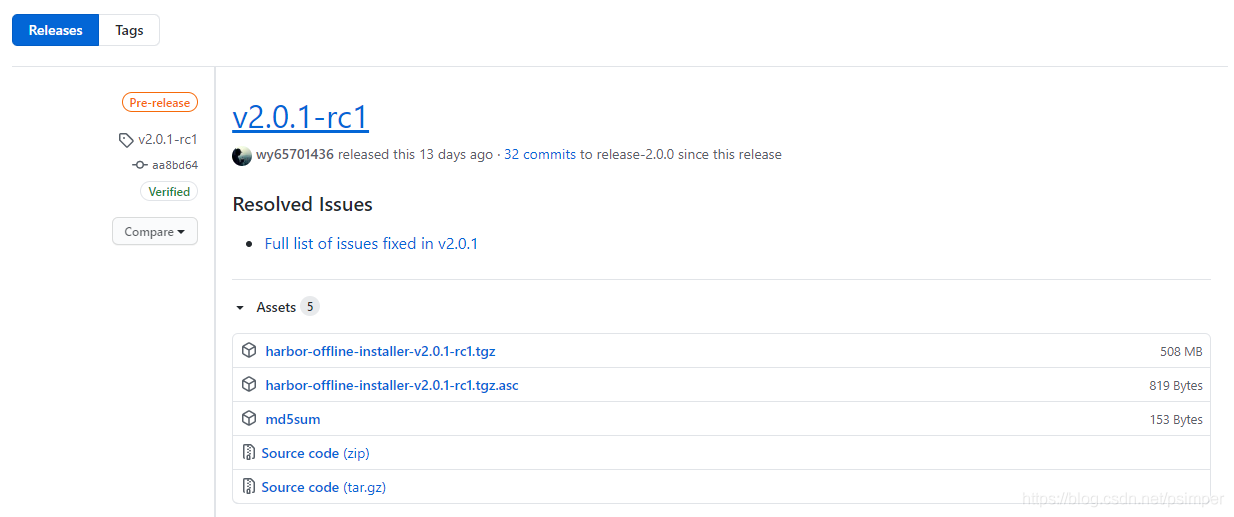 Releases Tags
Pre-release
v2.0.1-rc1
aa8bd64
Verified
Compare
v2.0.1-rc1
wy65701436 released this 13 days ago · 32 commits to release-2.0.0 since this release
Resolved Issues
• Full list of issues fixed in v2.0.1
Assets 5
harbor-offline-installer-v2.0.1-rc1.tgz 508 MB
harbor-offline-installer-v2.0.1-rc1.tgz.asc 819 Bytes
md5sum 153 Bytes
Source code (zip)
Source code (tar.gz)
https://blog.csdn.net/psimper